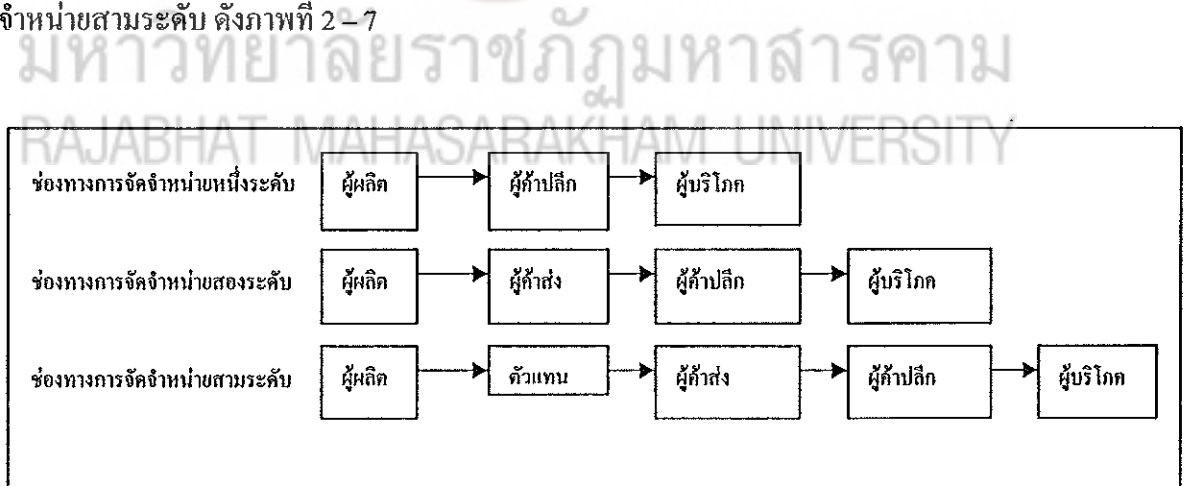 จำหน่ายสามระดับ ดังภาพที่ 2 – 7
มหาวิทยาลัยราชภัฏมหาสารคาม
RAJABHAT MAHASARAKHAM UNIVERSITY
ช่องทางการจัดจำหน่ายหนึ่งระดับ ผู้ผลิต ผู้ค้าปลีก ผู้บริโภค
ช่องทางการจัดจำหน่ายสองระดับ ผู้ผลิต ผู้ค้าส่ง ผู้ค้าปลีก ผู้บริโภค
ช่องทางการจัดจำหน่ายสามระดับ ผู้ผลิต ตัวแทน ผู้ค้าส่ง ผู้ค้าปลีก ผู้บริโภค